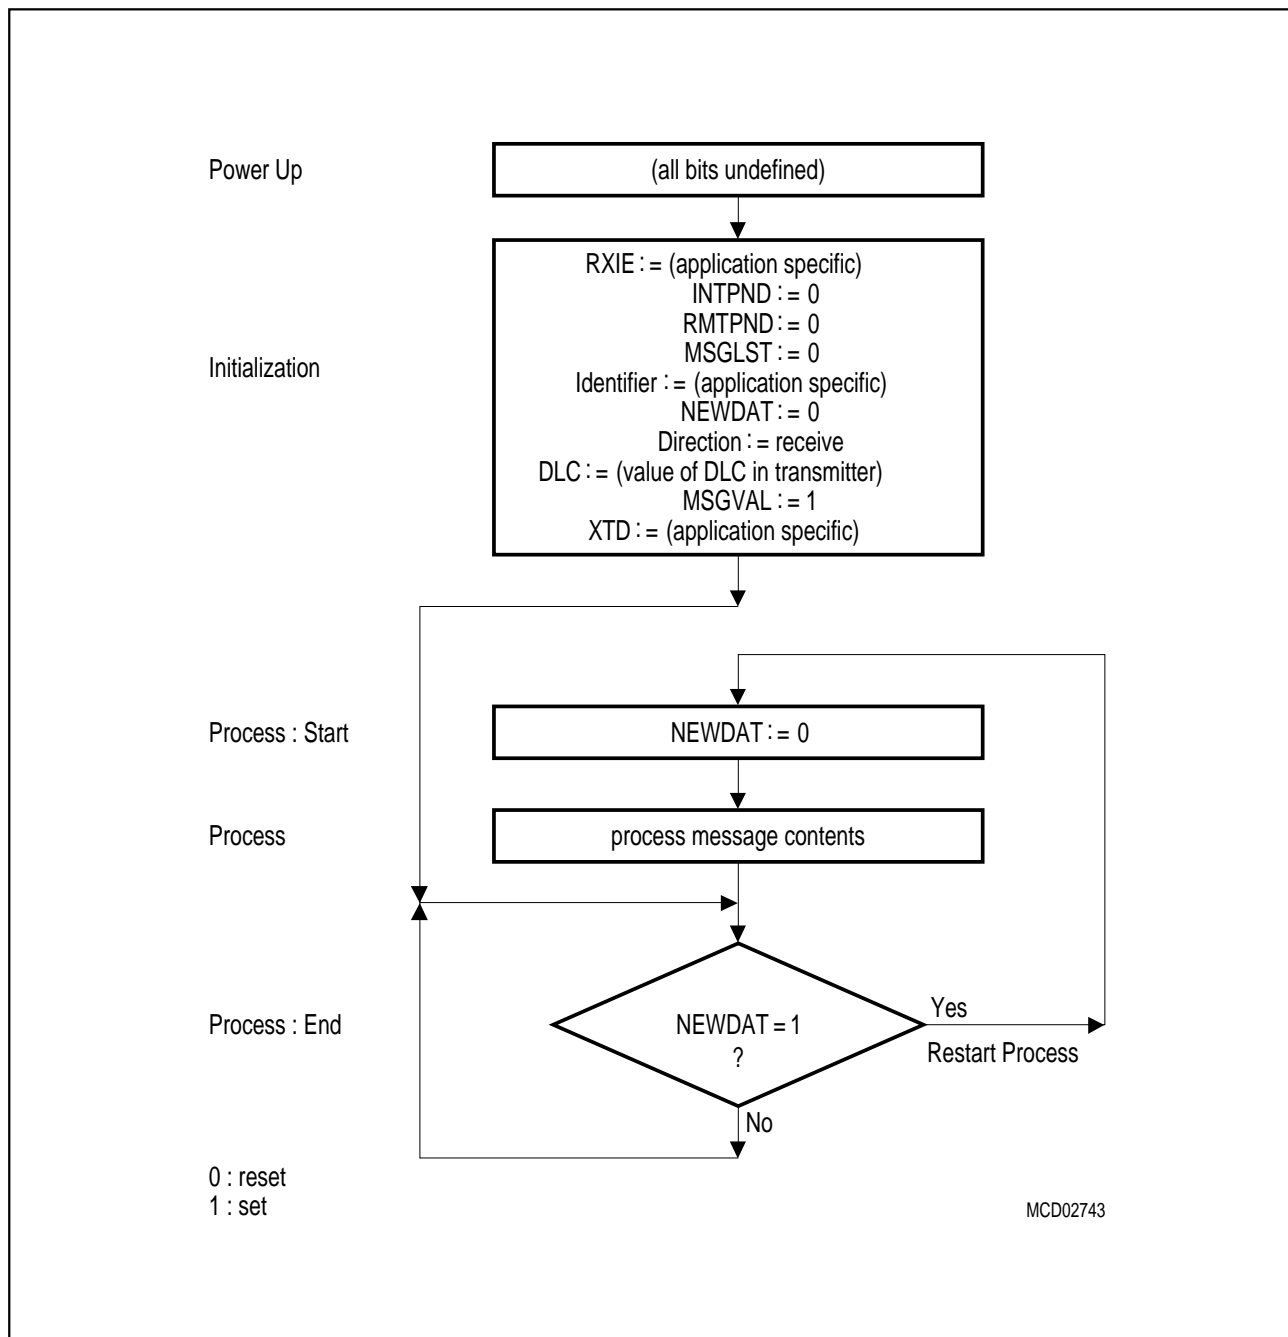 Power Up
(all bits undefined)
Initialization
RXIE := (application specific)
INTPND := 0
RMTPND := 0
MSGLST := 0
Identifier := (application specific)
NEWDAT := 0
Direction := receive
DLC := (value of DLC in transmitter)
MSGVAL := 1
XTD := (application specific)
Process : Start
NEWDAT := 0
Process
process message contents
Process : End
NEWDAT = 1
?
Yes
Restart Process
No
0 : reset
1 : set
MCD02743